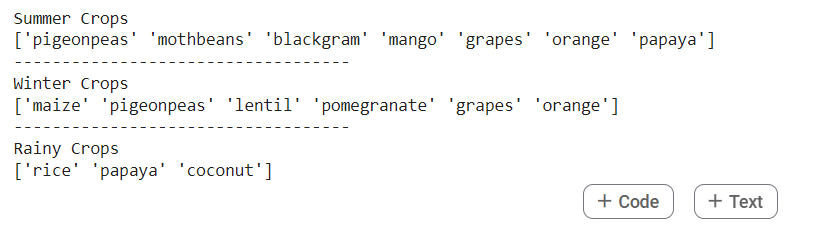 Summer Crops
['pigeonpeas' 'mothbeans' 'blackgram' 'mango' 'grapes' 'orange' 'papaya']
-----------------------------------
Winter Crops
['maize' 'pigeonpeas' 'lentil' 'pomegranate' 'grapes' 'orange']
-----------------------------------
Rainy Crops
['rice' 'papaya' 'coconut']
+ Code + Text